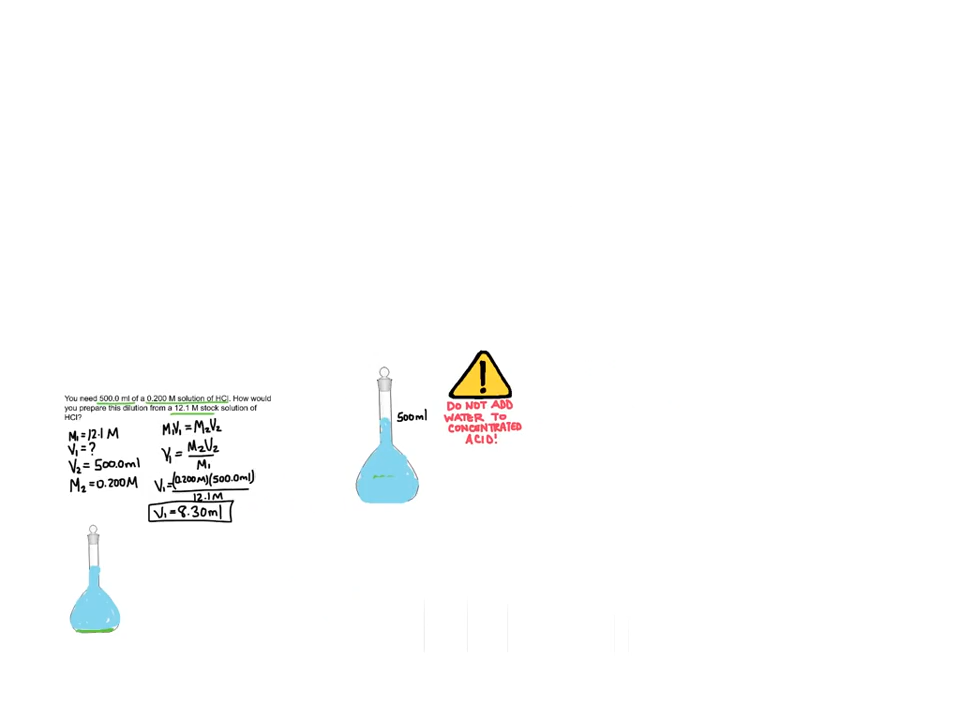 You need 500.0 ml of a 0.200 M solution of HCl. How would
you prepare this dilution from a 12.1 M stock solution of
HCl?
M₁=12.1 M
V₁=?
V₂=500.0ml
M₂=0.200M
M₁V₁=M₂V₂
V₁=M₂V₂
M₁
V₁=(0.200M)(500.0ml)
12.1M
V₁=8.30ml
500ml
DO NOT ADD
WATER TO
CONCENTRATED
ACID!